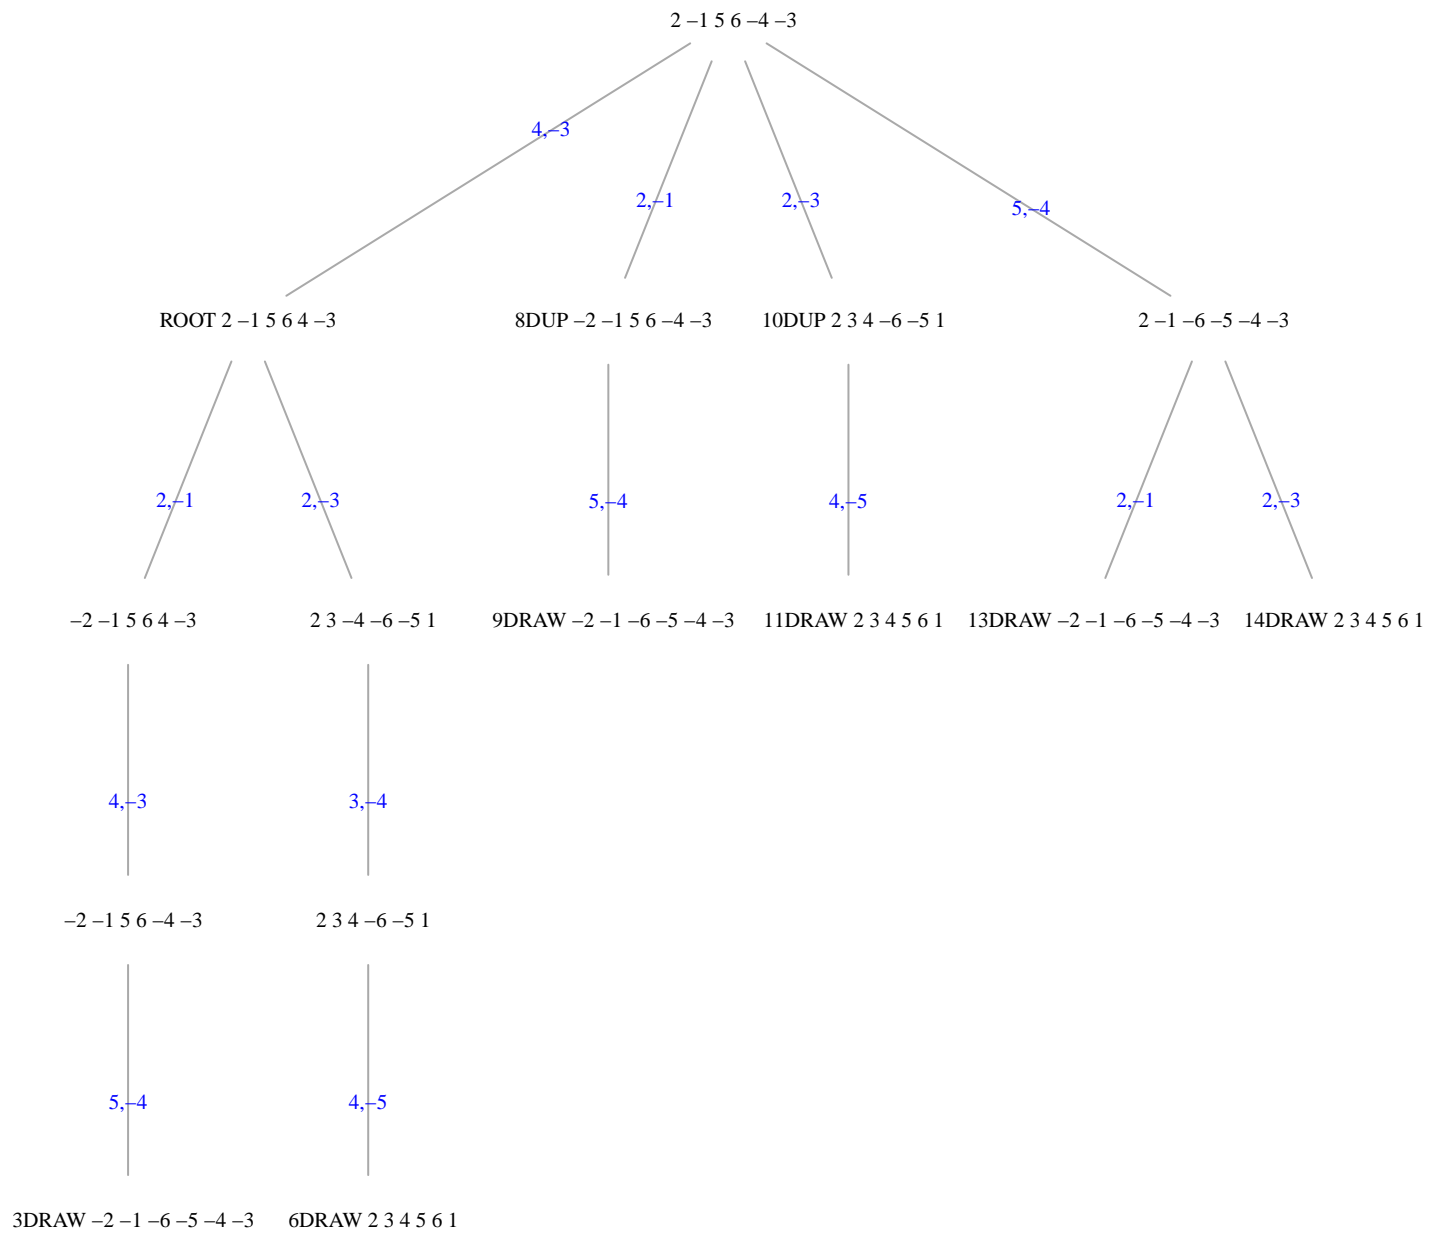 2 –1 5 6 –4 –3
4,–3
2,–1
2,–3
5,–4
ROOT 2 –1 5 6 4 –3
8DUP –2 –1 5 6 –4 –3
10DUP 2 3 4 –6 –5 1
2 –1 –6 –5 –4 –3
2,–1
2,–3
5,–4
4,–5
2,–1
2,–3
–2 –1 5 6 4 –3
2 3 –4 –6 –5 1
9DRAW –2 –1 –6 –5 –4 –3
11DRAW 2 3 4 5 6 1
13DRAW –2 –1 –6 –5 –4 –3
14DRAW 2 3 4 5 6 1
4,–3
3,–4
–2 –1 5 6 –4 –3
2 3 4 –6 –5 1
5,–4
4,–5
3DRAW –2 –1 –6 –5 –4 –3
6DRAW 2 3 4 5 6 1